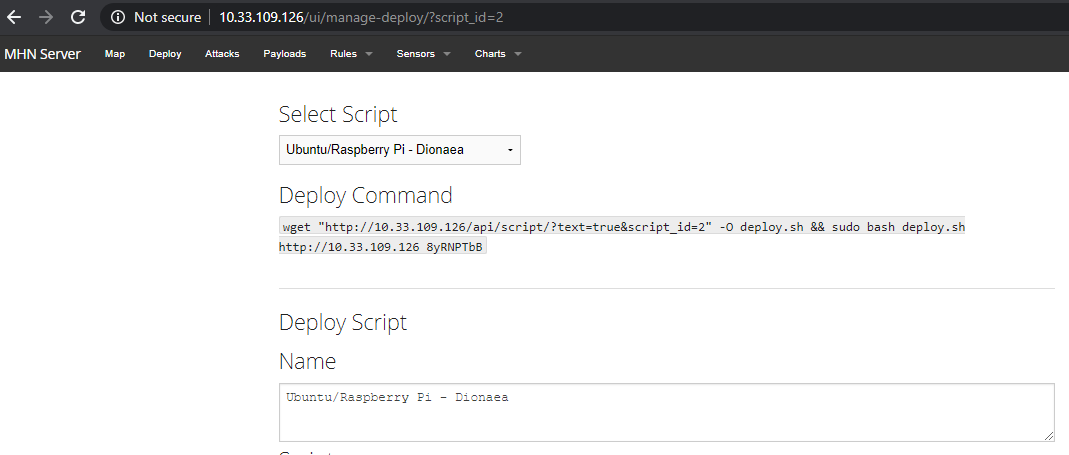 Not secure 10.33.109.126/ui/manage-deploy/?script_id=2
MHN Server Map Deploy Attacks Payloads Rules Sensors Charts
Select Script
Ubuntu/Raspberry Pi - Dionaea
Deploy Command
wget "http://10.33.109.126/api/script/?text=true&script_id=2" -O deploy.sh && sudo bash deploy.sh
http://10.33.109.126 8yRNPTbB
Deploy Script
Name
Ubuntu/Raspberry Pi - Dionaea